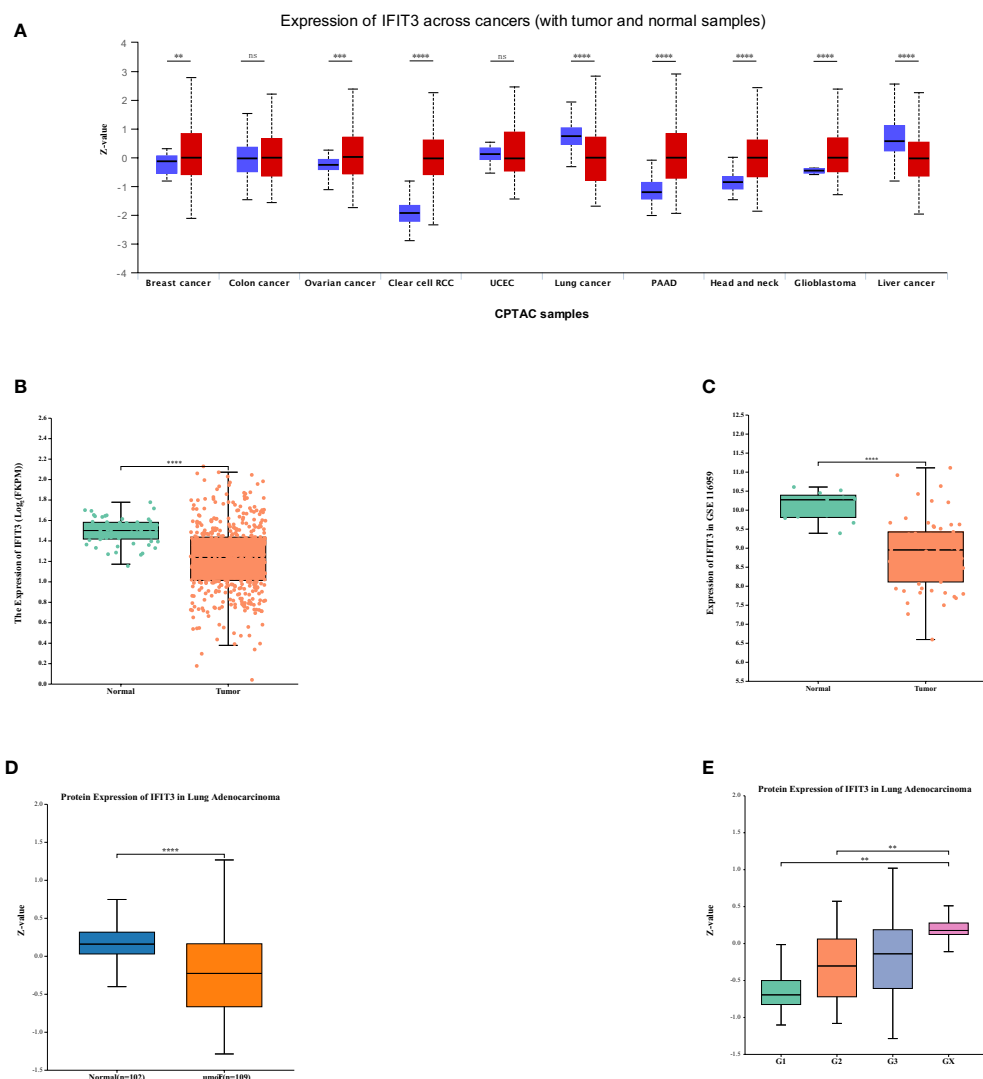 A
Expression of IFIT3 across cancers (with tumor and normal samples)
Z-value
4
3
2
1
0
-1
-2
-3
-4
** ns *** **** ns **** **** **** **** ****
Breast cancer Colon cancer Ovarian cancer Clear cell RCC UCEC Lung cancer PAAD Head and neck Glioblastoma Liver cancer
CPTAC samples
B
The Expression of IFIT3 (Log(FKPM))
2.6
2.4
2.2
2.0
1.8
1.6
1.4
1.2
1.0
0.8
0.6
0.4
0.2
0.0
****
Normal Tumor
C
Expression of IFIT3 in GSE 116959
12.5
12.0
11.5
11.0
10.5
10.0
9.5
9.0
8.5
8.0
7.5
7.0
6.5
6.0
5.5
****
Normal Tumor
D
Protein Expression of IFIT3 in Lung Adenocarcinoma
Z-value
2.0
1.5
1.0
0.5
0.0
-0.5
-1.0
-1.5
****
Normal(n=102) umor(n=109)
E
Protein Expression of IFIT3 in Lung Adenocarcinoma
Z-value
2.0
1.5
1.0
0.5
0.0
-0.5
-1.0
-1.5
**
**
G1 G2 G3 GX